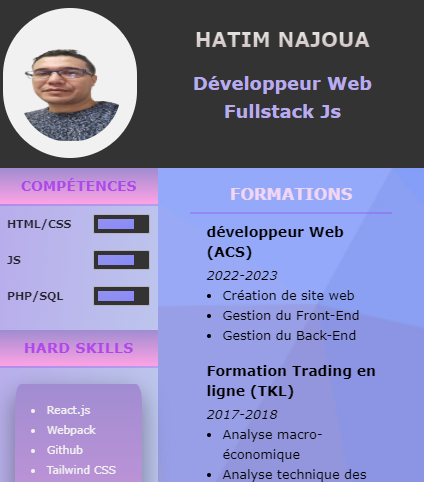 HATIM NAJOUA
Développeur Web
Fullstack Js
COMPÉTENCES
HTML/CSS
JS
PHP/SQL
HARD SKILLS
React.js
Webpack
Github
Tailwind CSS
FORMATIONS
développeur Web
(ACS)
2022-2023
Création de site web
Gestion du Front-End
Gestion du Back-End
Formation Trading en
ligne (TKL)
2017-2018
Analyse macro-
économique
Analyse technique des